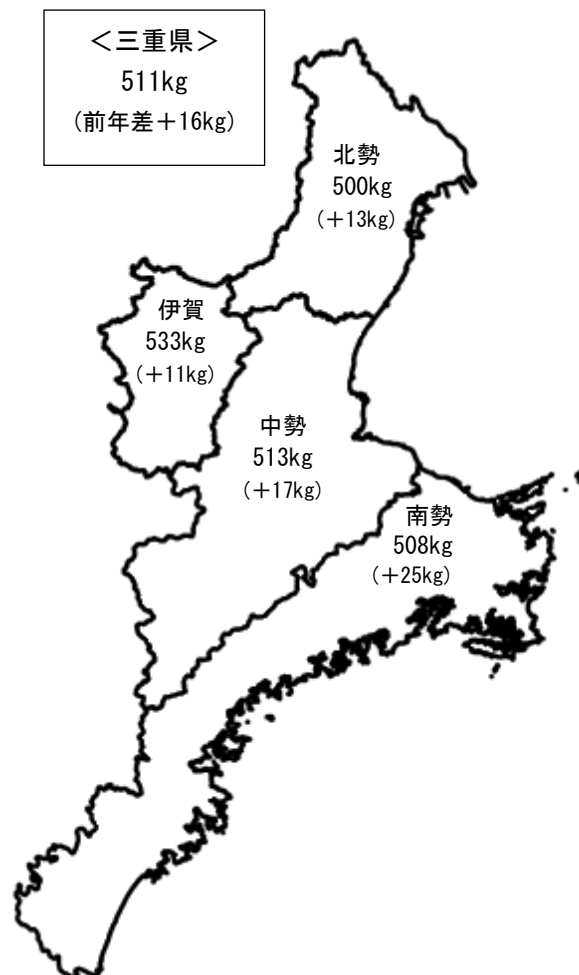 ＜三重県＞
511kg
(前年差＋16kg)
北勢
500kg
(＋13kg)
伊賀
533kg
(＋11kg)
中勢
513kg
(＋17kg)
南勢
508kg
(＋25kg)